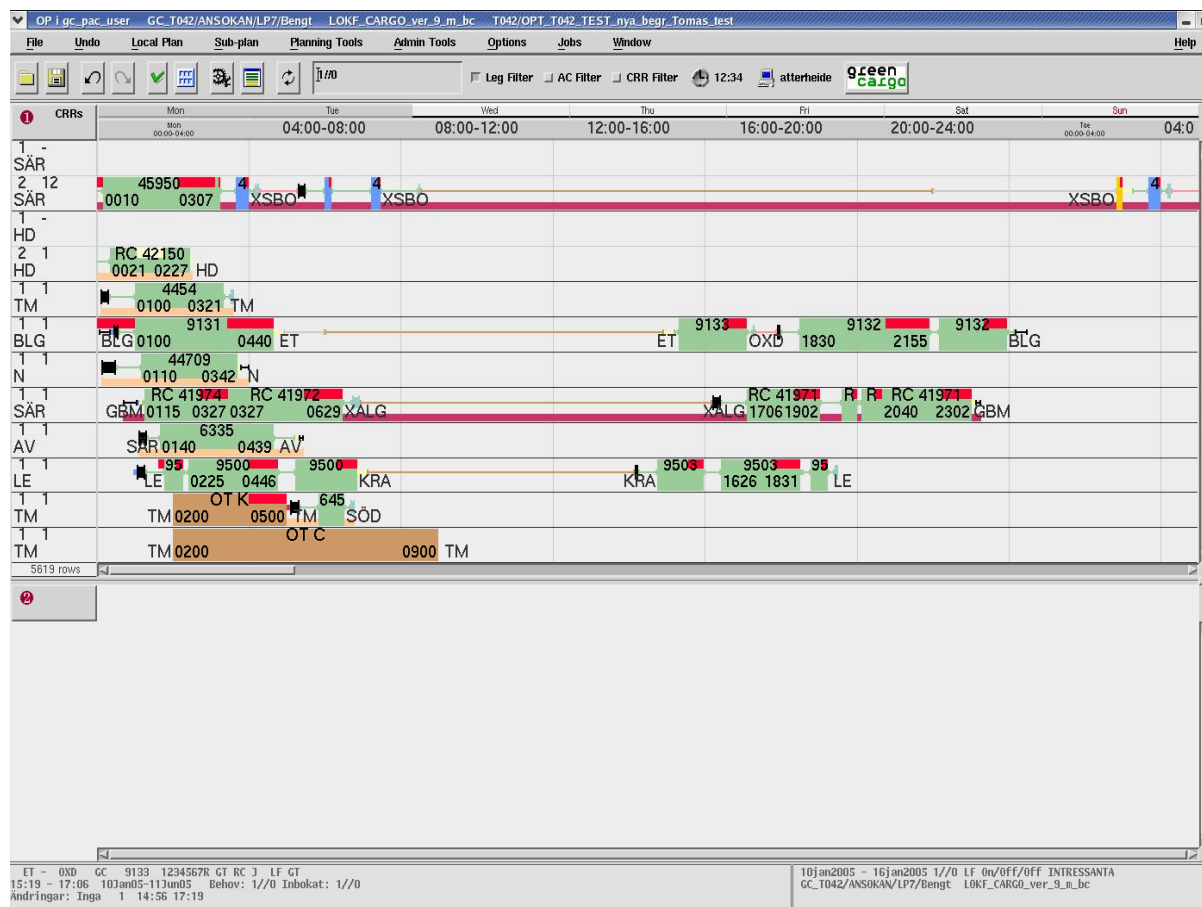 OP i gc_pac_user GC_T042/ANSOKAN/LP7/Bengt LOKF_CARGO_ver_9_m_bc T042/OPT_T042_TEST_nya_begr_Tomas_test
File Undo Local Plan Sub-plan Planning Tools Admin Tools Options Jobs Window Help
1//0 Leg Filter AC Filter CRR Filter 12:34 atterheide green cargo
1 CRRs Mon Tue Wed Thu Fri Sat Sun
Mon 00:00-04:00 04:00-08:00 08:00-12:00 12:00-16:00 16:00-20:00 20:00-24:00 Tee 00:00-04:00 04:0
1 -
SÄR
2 12 45950 4 4 4
SÄR 0010 0307 XSBO XSBO XSBO
1 -
HD
2 1 RC 42150
HD 0021 0227 HD
1 1 4454
TM 0100 0321 TM
1 1 9131 9133 9132 9132
BLG BLG 0100 0440 ET ET OXD 1830 2155 BLG
1 1 44709
N 0110 0342 N
1 1 RC 41974 RC 41972 RC 41971 R R RC 41971
SÄR GBM 0115 0327 0327 0629 XALG XALG 1706 1902 2040 2302 GBM
1 1 6335
AV SÄR 0140 0439 AV
1 1 95 9500 9500 9503 9503 95
LE LE 0225 0446 KRA KRA 1626 1831 LE
1 1 OT K 645
TM TM 0200 0500 TM SÖD
1 1 OT C
TM TM 0200 0900 TM
5619 rows
2
ET - OXD GC 9133 1234567R GT RC J LF GT
15:19 - 17:06 10Jan05-11Jun05 Behov: 1//0 Inbokat: 1//0
Ändringar: Inga 1 14:56 17:19
10jan2005 - 16jan2005 1//0 LF On/Off/Off INTRESSANTA
GC_T042/ANSOKAN/LP7/Bengt LOKF_CARGO_ver_9_m_bc